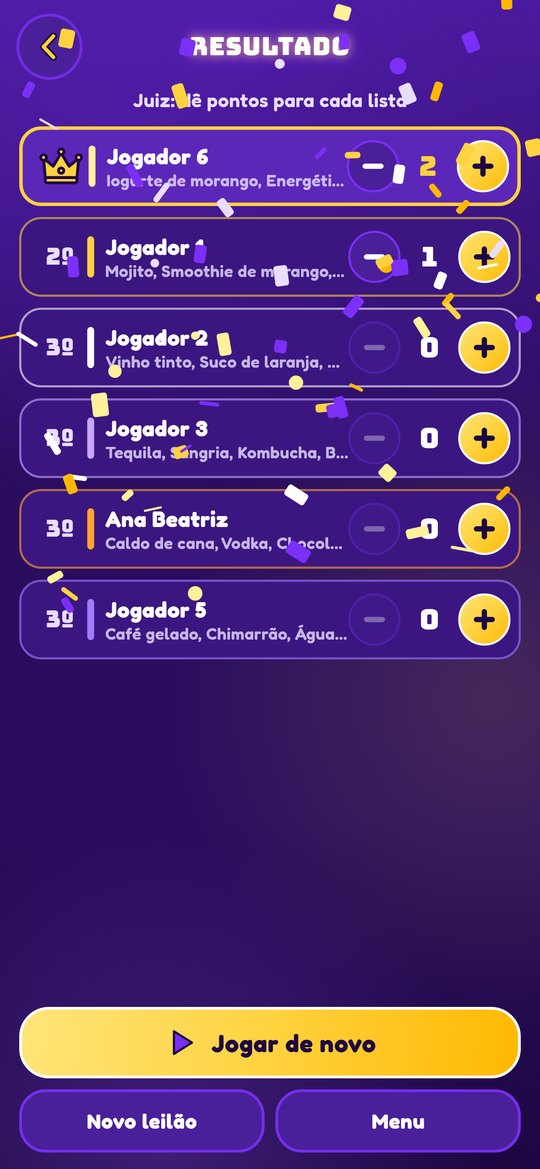 RESULTADO
Juiz: dê pontos para cada lista
Jogador 6
Iogurte de morango, Energéti...
2
2º
Jogador 1
Mojito, Smoothie de morango,...
1
3º
Jogador 2
Vinho tinto, Suco de laranja, ...
0
3º
Jogador 3
Tequila, Sangria, Kombucha, B...
0
3º
Ana Beatriz
Caldo de cana, Vodka, Chocol...
0
3º
Jogador 5
Café gelado, Chimarrão, Água...
0
Jogar de novo
Novo leilão
Menu